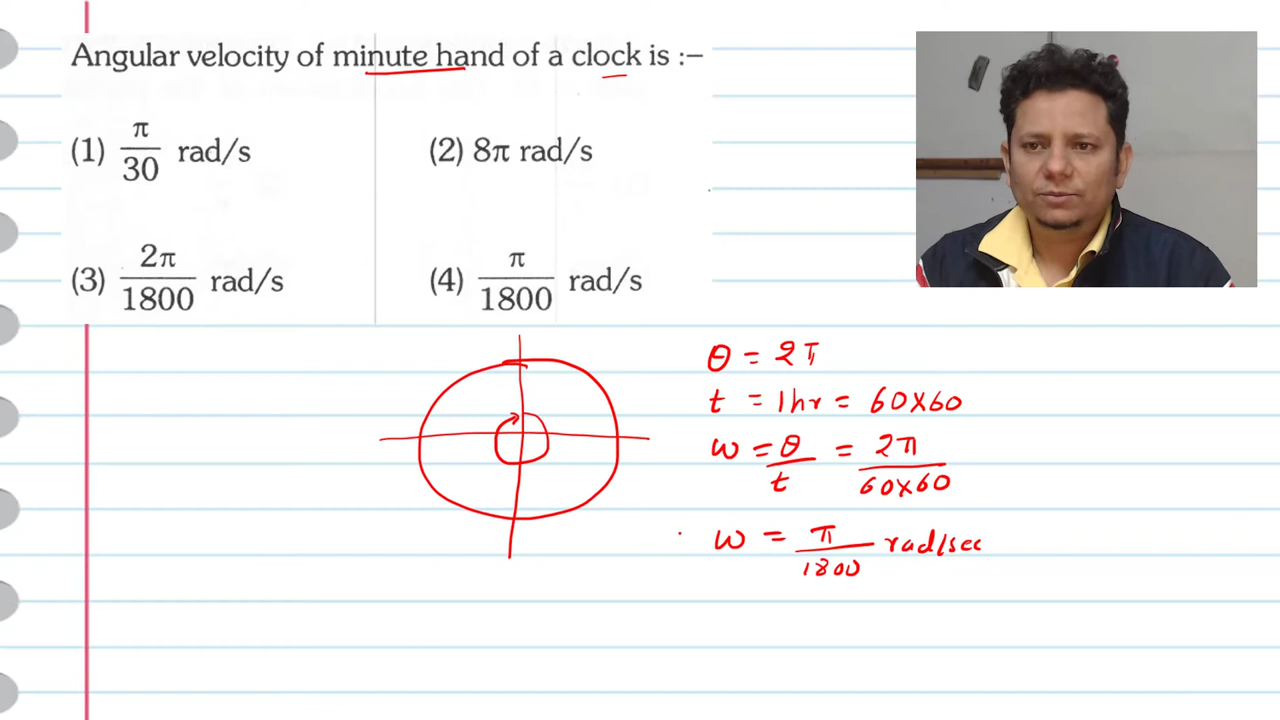 Angular velocity of minute hand of a clock is :–
(1) π/30 rad/s
(2) 8π rad/s
(3) 2π/1800 rad/s
(4) π/1800 rad/s
θ = 2π
t = 1hr = 60×60
ω = θ/t = 2π/60×60
ω = π/1800 rad/sec